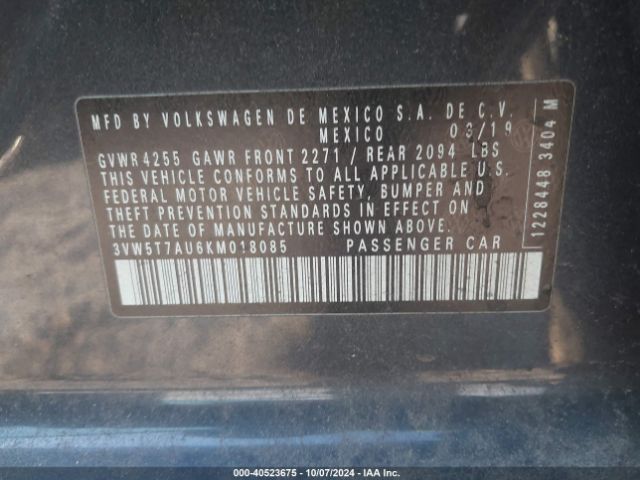 MFD BY VOLKSWAGEN DE MEXICO S.A. DE C.V.
MEXICO 03/19
GVWR 4255 GAWR FRONT 2271 / REAR 2094 LBS
THIS VEHICLE CONFORMS TO ALL APPLICABLE U.S.
FEDERAL MOTOR VEHICLE SAFETY, BUMPER AND
THEFT PREVENTION STANDARDS IN EFFECT ON
THE DATE OF MANUFACTURE SHOWN ABOVE.
3VW5T7AU6KM018085 PASSENGER CAR
1228448 3404 M
000-40523675 - 10/07/2024 - IAA Inc.